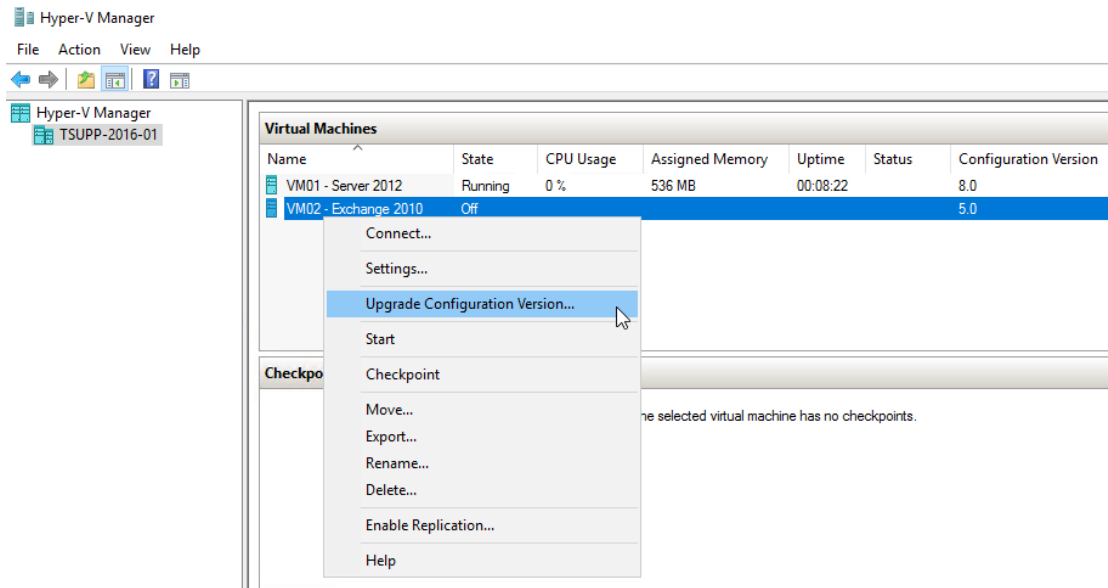 Hyper-V Manager
File Action View Help
Hyper-V Manager
TSUPP-2016-01
Virtual Machines
Name State CPU Usage Assigned Memory Uptime Status Configuration Version
VM01 - Server 2012 Running 0 % 536 MB 00:08:22 8.0
VM02 - Exchange 2010 Off 5.0
Connect...
Settings...
Upgrade Configuration Version...
Start
Checkpoint
Move...
Export...
Rename...
Delete...
Enable Replication...
Help
Checkpo
he selected virtual machine has no checkpoints.